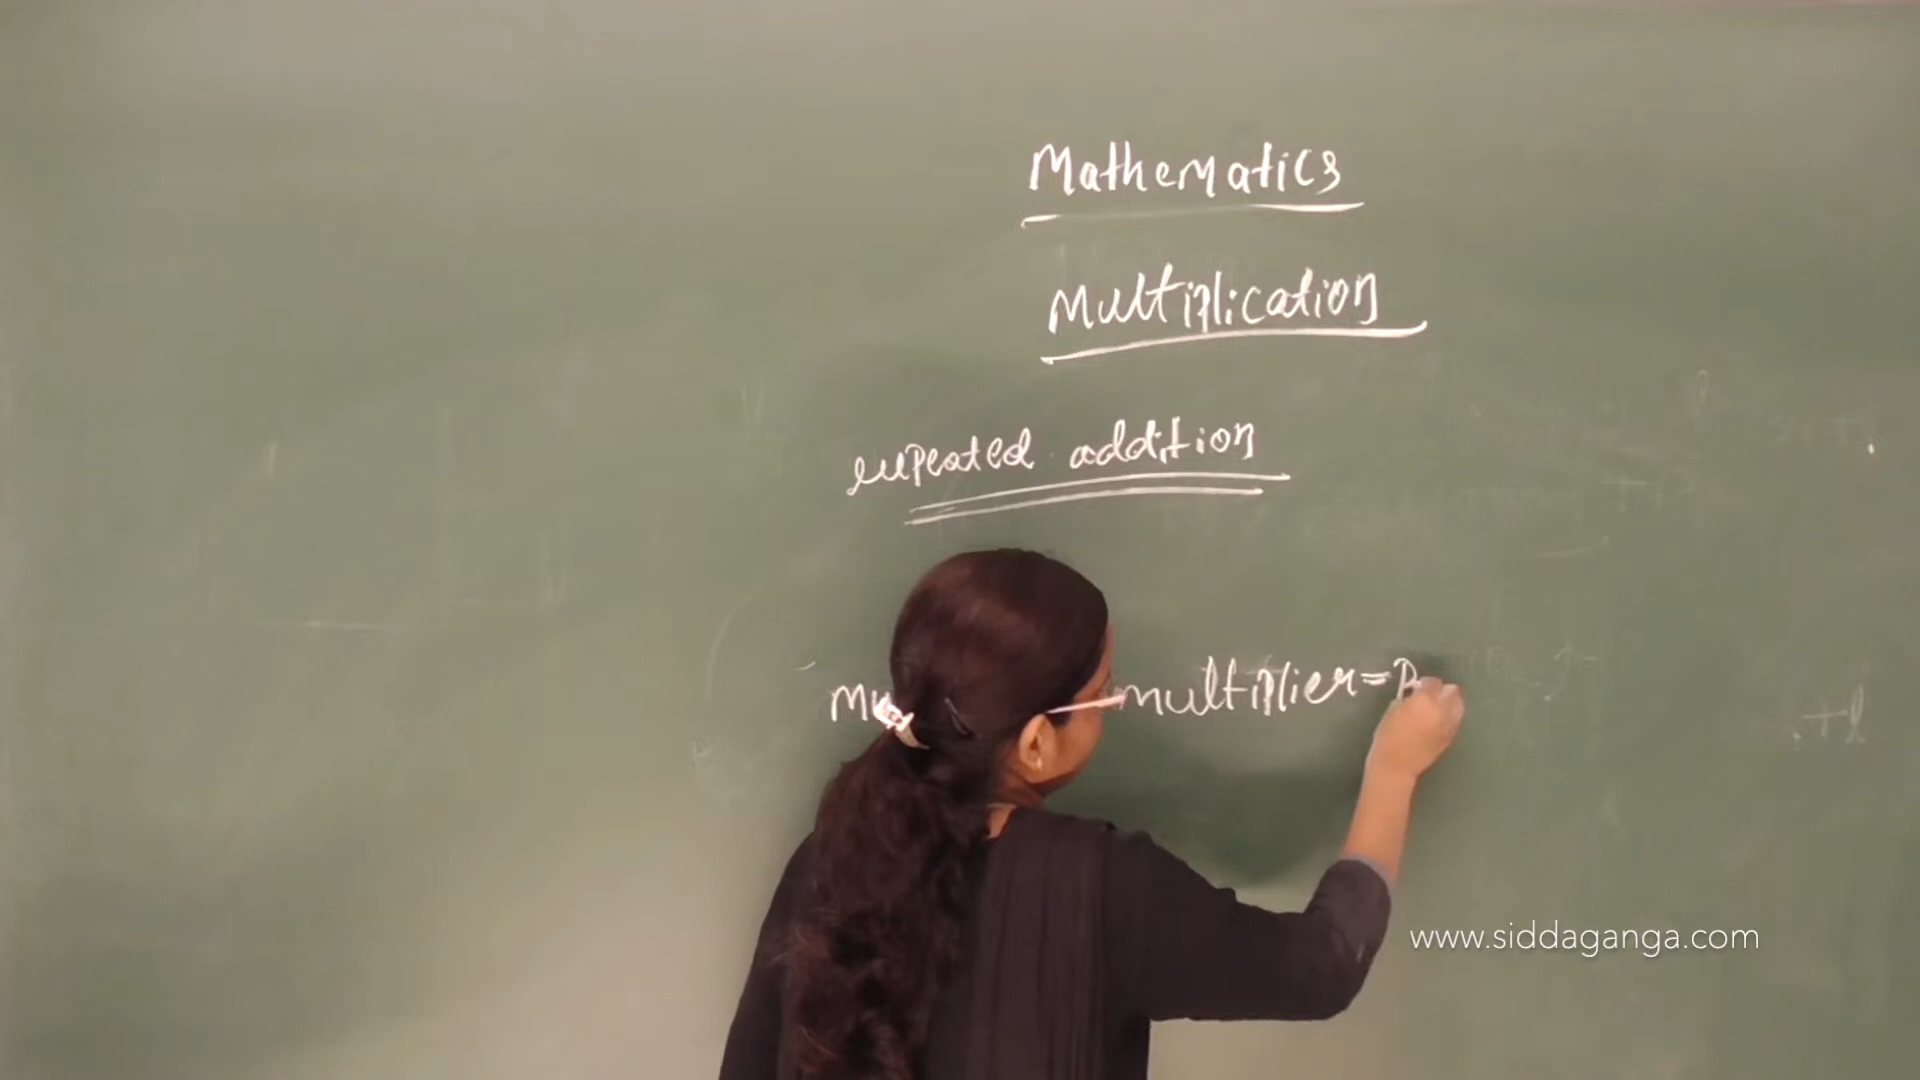 Mathematics
Multiplication
repeated addition
multiplier=
www.siddaganga.com